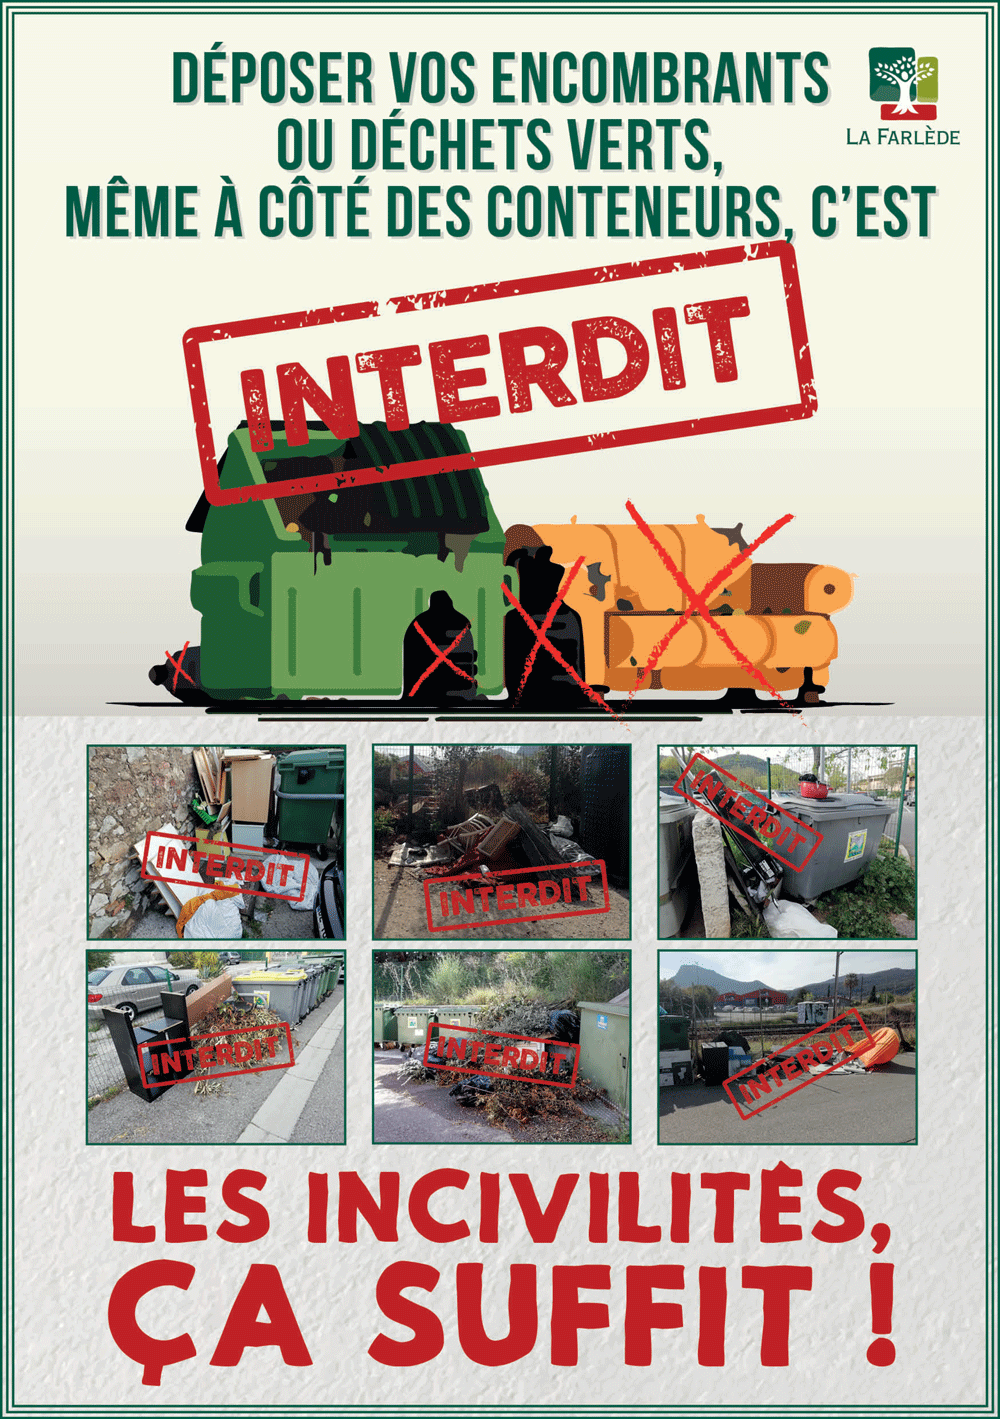 DÉPOSER VOS ENCOMBRANTS
OU DÉCHETS VERTS,
MÊME À CÔTÉ DES CONTENEURS, C'EST
LA FARLÈDE
INTERDIT
INTERDIT
INTERDIT
INTERDIT
INTERDIT
INTERDIT
INTERDIT
LES INCIVILITÉS,
ÇA SUFFIT !